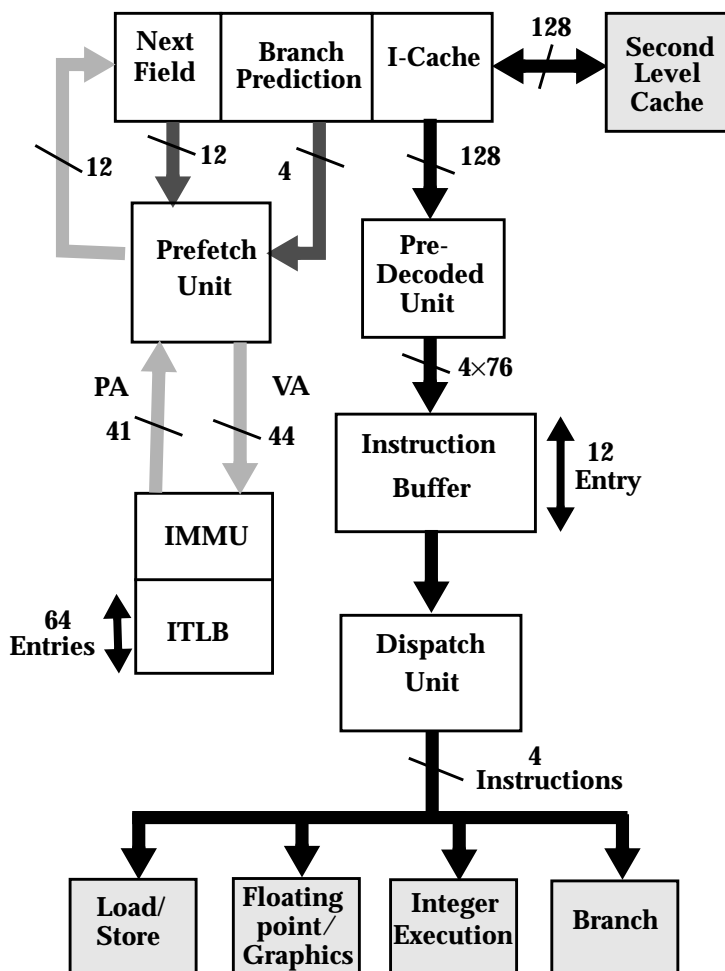 Next
Field
Branch
Prediction
I-Cache
128
Second
Level
Cache
12
12
4
128
Prefetch
Unit
Pre-
Decoded
Unit
PA
VA
41
44
4×76
Instruction
Buffer
12
Entry
IMMU
ITLB
64
Entries
Dispatch
Unit
4
Instructions
Load/
Store
Floating
point/
Graphics
Integer
Execution
Branch